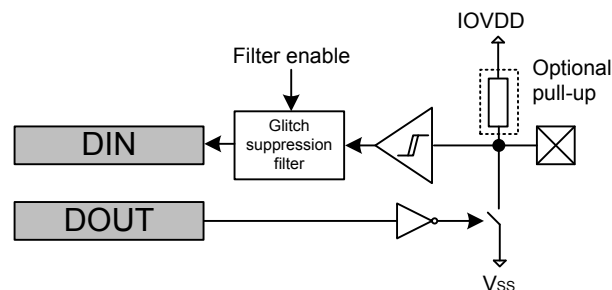 IOVDD
Filter enable
Optional
pull-up
Glitch
suppression
filter
DIN
DOUT
VSS